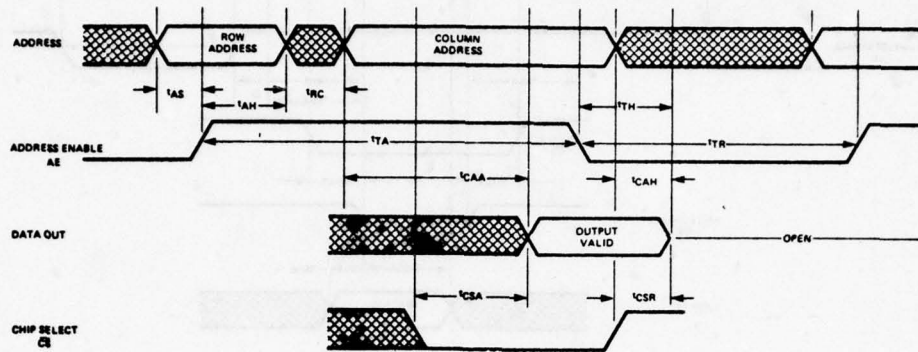 ADDRESS
ROW
ADDRESS
COLUMN
ADDRESS
tAS
tAH
tRC
tTH
ADDRESS ENABLE
AE
tTA
tTR
tCAA
tCAH
DATA OUT
OUTPUT
VALID
OPEN
tCSA
tCSR
CHIP SELECT
CS